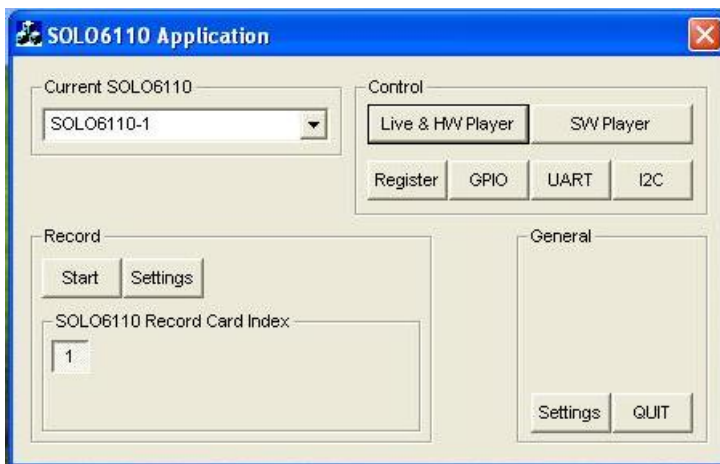 SOLO6110 Application
Current SOLO6110
SOLO6110-1
Control
Live & HW Player
SW Player
Register
GPIO
UART
I2C
Record
Start
Settings
SOLO6110 Record Card Index
1
General
Settings
QUIT